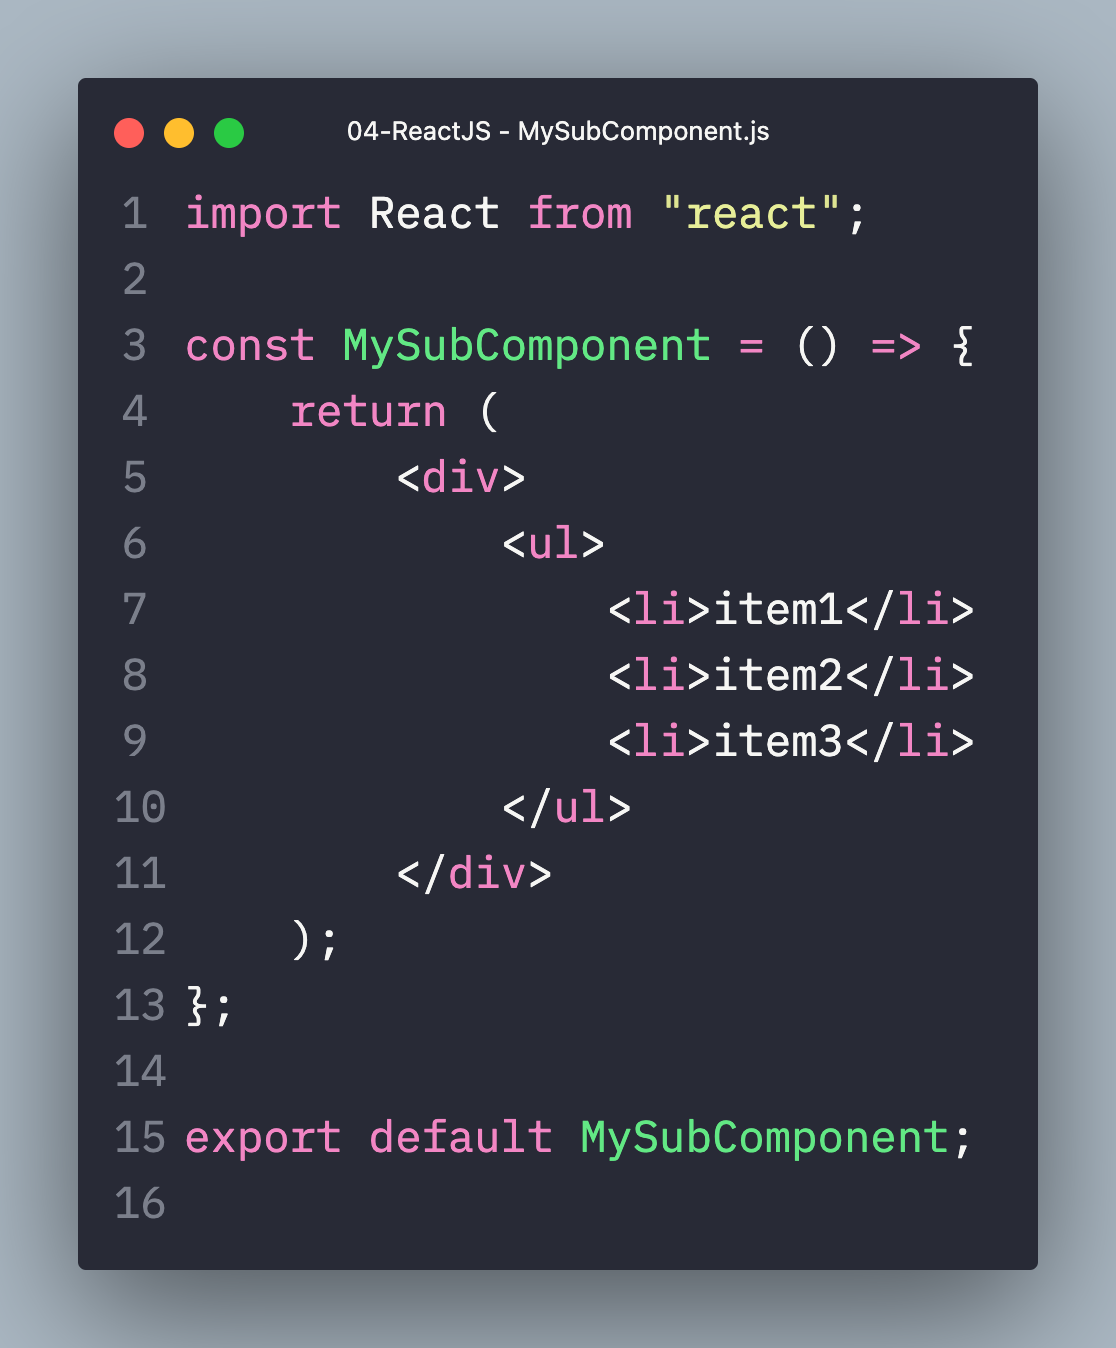 04-ReactJS - MySubComponent.js
1 import React from "react";
2
3 const MySubComponent = () => {
4     return (
5         <div>
6             <ul>
7                 <li>item1</li>
8                 <li>item2</li>
9                 <li>item3</li>
10             </ul>
11         </div>
12     );
13 };
14
15 export default MySubComponent;
16